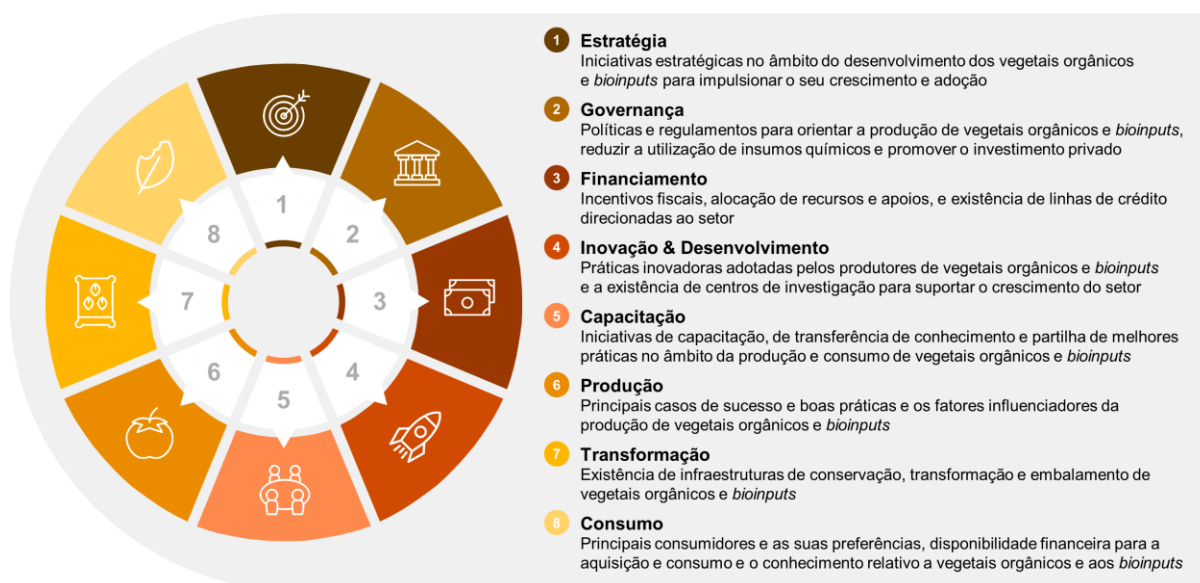 1
2
3
4
5
6
7
8
1 Estratégia
Iniciativas estratégicas no âmbito do desenvolvimento dos vegetais orgânicos
e bioinputs para impulsionar o seu crescimento e adoção
2 Governança
Políticas e regulamentos para orientar a produção de vegetais orgânicos e bioinputs,
reduzir a utilização de insumos químicos e promover o investimento privado
3 Financiamento
Incentivos fiscais, alocação de recursos e apoios, e existência de linhas de crédito
direcionadas ao setor
4 Inovação & Desenvolvimento
Práticas inovadoras adotadas pelos produtores de vegetais orgânicos e bioinputs
e a existência de centros de investigação para suportar o crescimento do setor
5 Capacitação
Iniciativas de capacitação, de transferência de conhecimento e partilha de melhores
práticas no âmbito da produção e consumo de vegetais orgânicos e bioinputs
6 Produção
Principais casos de sucesso e boas práticas e os fatores influenciadores da
produção de vegetais orgânicos e bioinputs
7 Transformação
Existência de infraestruturas de conservação, transformação e embalamento de
vegetais orgânicos e bioinputs
8 Consumo
Principais consumidores e as suas preferências, disponibilidade financeira para a
aquisição e consumo e o conhecimento relativo a vegetais orgânicos e aos bioinputs